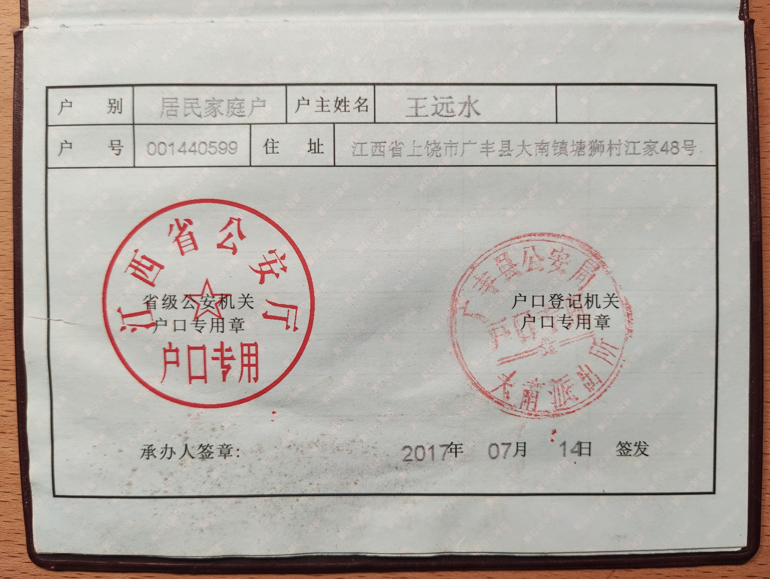 户 别 居民家庭户 户主姓名 王远水
户 号 001440599 住 址 江西省上饶市广丰县大南镇塘狮村江家48号
江西省公安厅
省级公安机关
户口专用章
户口专用
广丰县公安局
户口登记机关
户口专用章
大南派出所
承办人签章: 2017年 07月 14日 签发